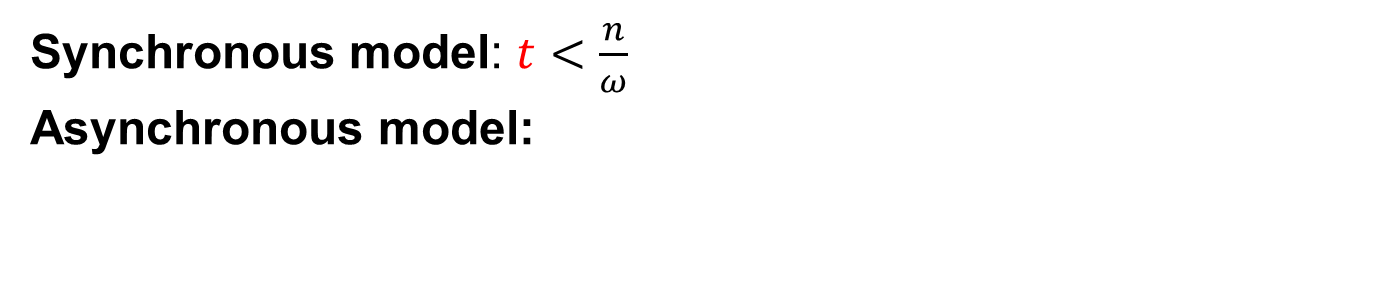 Synchronous model: t < n/ω
Asynchronous model: